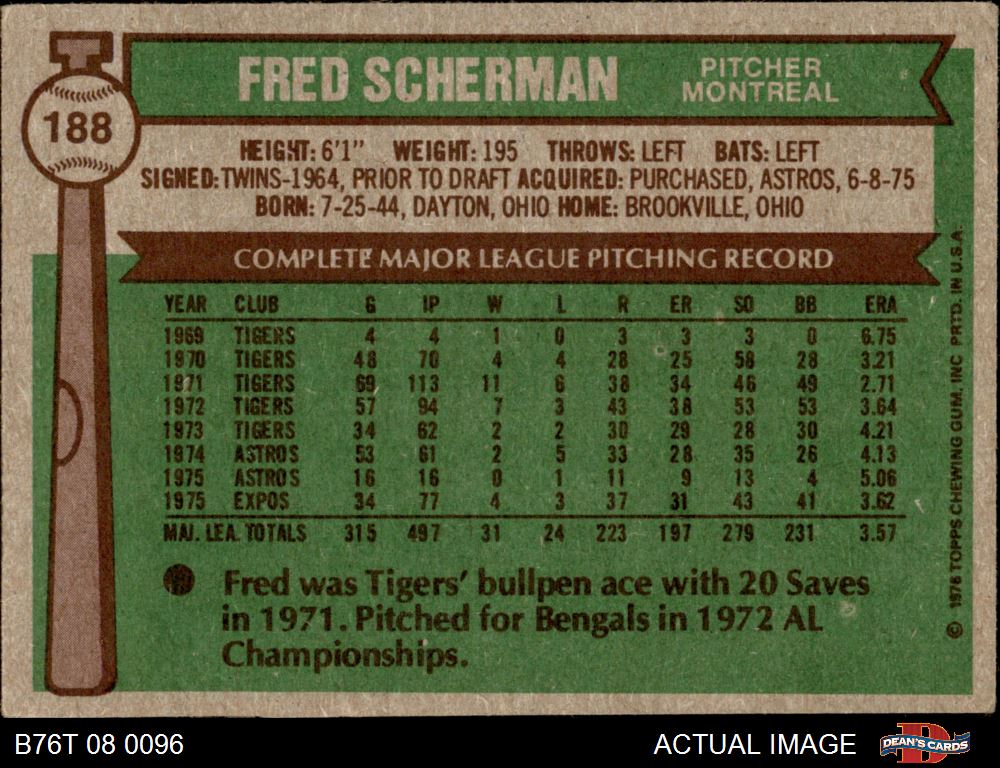 188
FRED SCHERMAN
PITCHER
MONTREAL
HEIGHT: 6'1" WEIGHT: 195 THROWS: LEFT BATS: LEFT
SIGNED: TWINS-1964, PRIOR TO DRAFT ACQUIRED: PURCHASED, ASTROS, 6-8-75
BORN: 7-25-44, DAYTON, OHIO HOME: BROOKVILLE, OHIO
COMPLETE MAJOR LEAGUE PITCHING RECORD
YEAR CLUB G IP W L R ER SO BB ERA
1969 TIGERS 4 4 1 0 3 3 3 0 6.75
1970 TIGERS 48 70 4 4 28 25 58 28 3.21
1971 TIGERS 69 113 11 6 38 34 46 49 2.71
1972 TIGERS 57 94 7 3 43 38 53 53 3.64
1973 TIGERS 34 62 2 2 30 29 28 30 4.21
1974 ASTROS 53 61 2 5 33 28 35 26 4.13
1975 ASTROS 16 16 0 1 11 9 13 4 5.06
1975 EXPOS 34 77 4 3 37 31 43 41 3.62
MAJ. LEA. TOTALS 315 497 31 24 223 197 279 231 3.57
Fred was Tigers' bullpen ace with 20 Saves
in 1971. Pitched for Bengals in 1972 AL
Championships.
© 1976 TOPPS CHEWING GUM, INC PRTD. IN U.S.A.
B76T 08 0096
ACTUAL IMAGE
DEAN'S CARDS